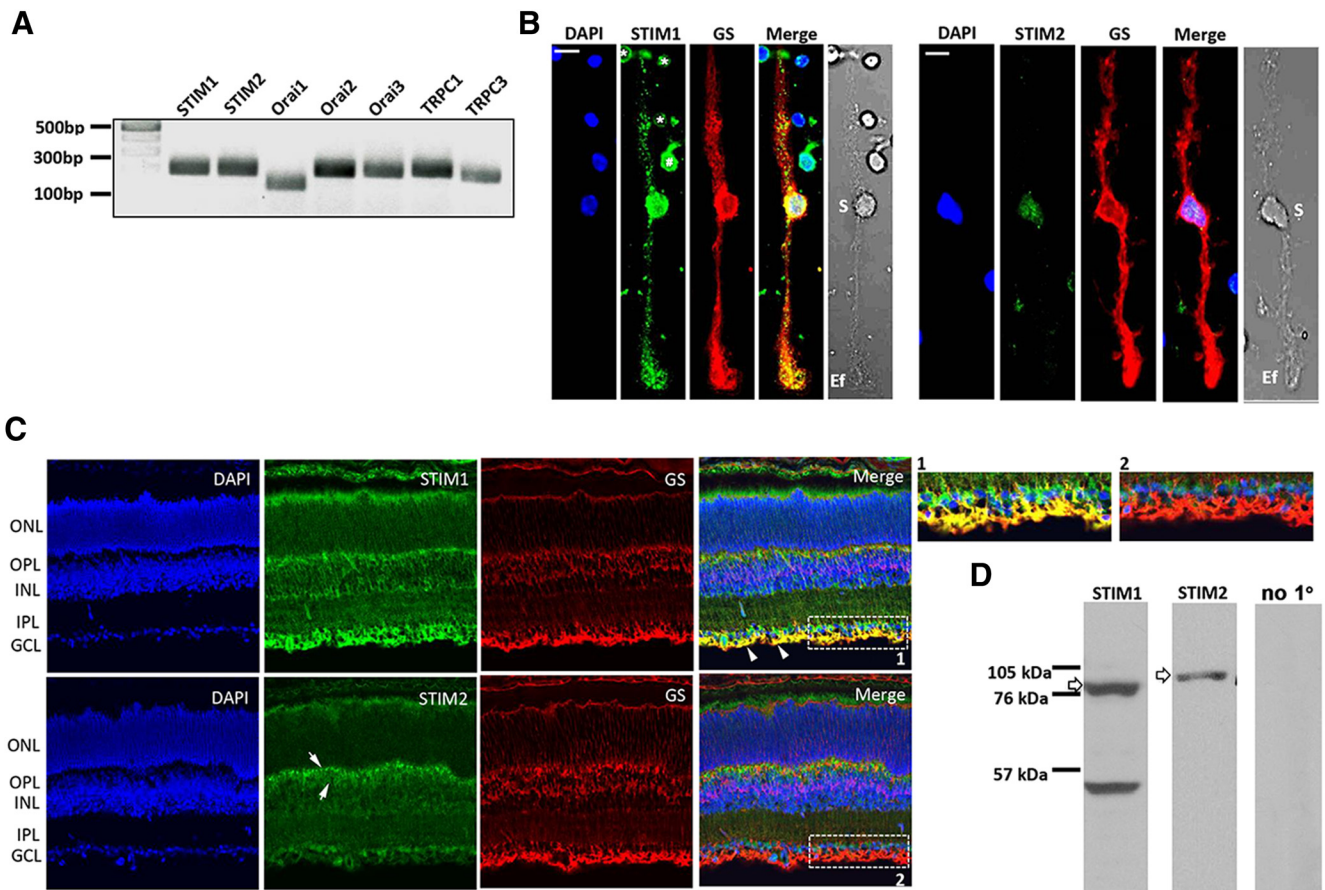 A
STIM1 STIM2 Orai1 Orai2 Orai3 TRPC1 TRPC3
500bp
300bp
100bp
B
DAPI STIM1 GS Merge
* *
*
#
S
Ef
DAPI STIM2 GS Merge
S
Ef
C
DAPI STIM1 GS Merge
ONL
OPL
INL
IPL
GCL
1
DAPI STIM2 GS Merge
ONL
OPL
INL
IPL
GCL
2
1 2
D
STIM1 STIM2 no 1°
105 kDa
76 kDa
57 kDa